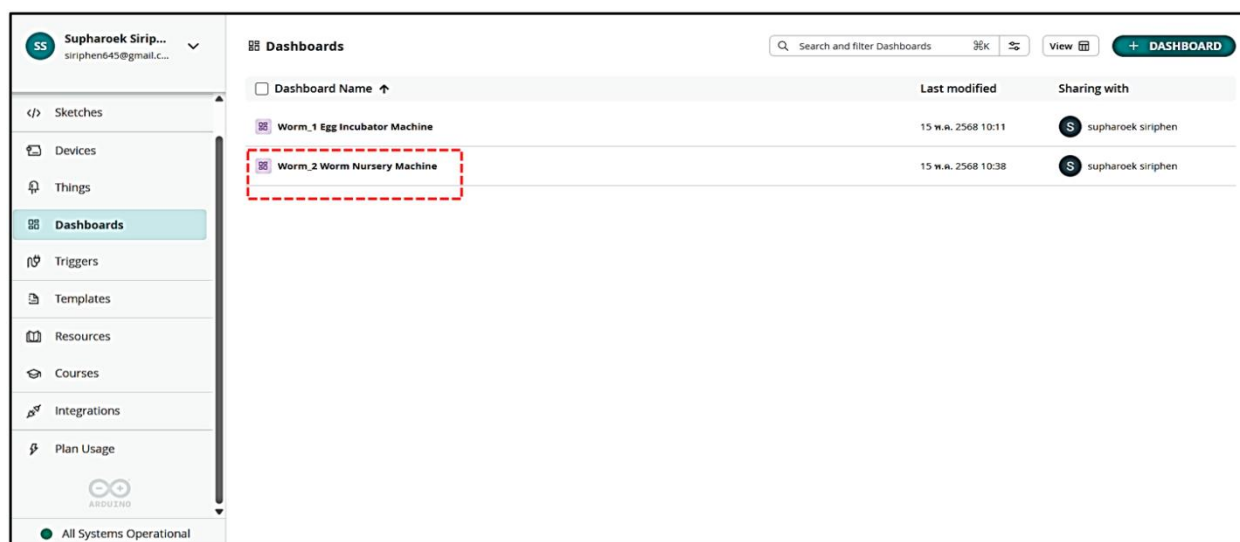 SS
Supharoek Sirip...
siriphen645@gmail.c...
Sketches
Devices
Things
Dashboards
Triggers
Templates
Resources
Courses
Integrations
Plan Usage
ARDUINO
All Systems Operational
Dashboards
Search and filter Dashboards ⌘K
View
+ DASHBOARD
Dashboard Name ↑ Last modified Sharing with
Worm_1 Egg Incubator Machine 15 พ.ค. 2568 10:11 S supharoek siriphen
Worm_2 Worm Nursery Machine 15 พ.ค. 2568 10:38 S supharoek siriphen